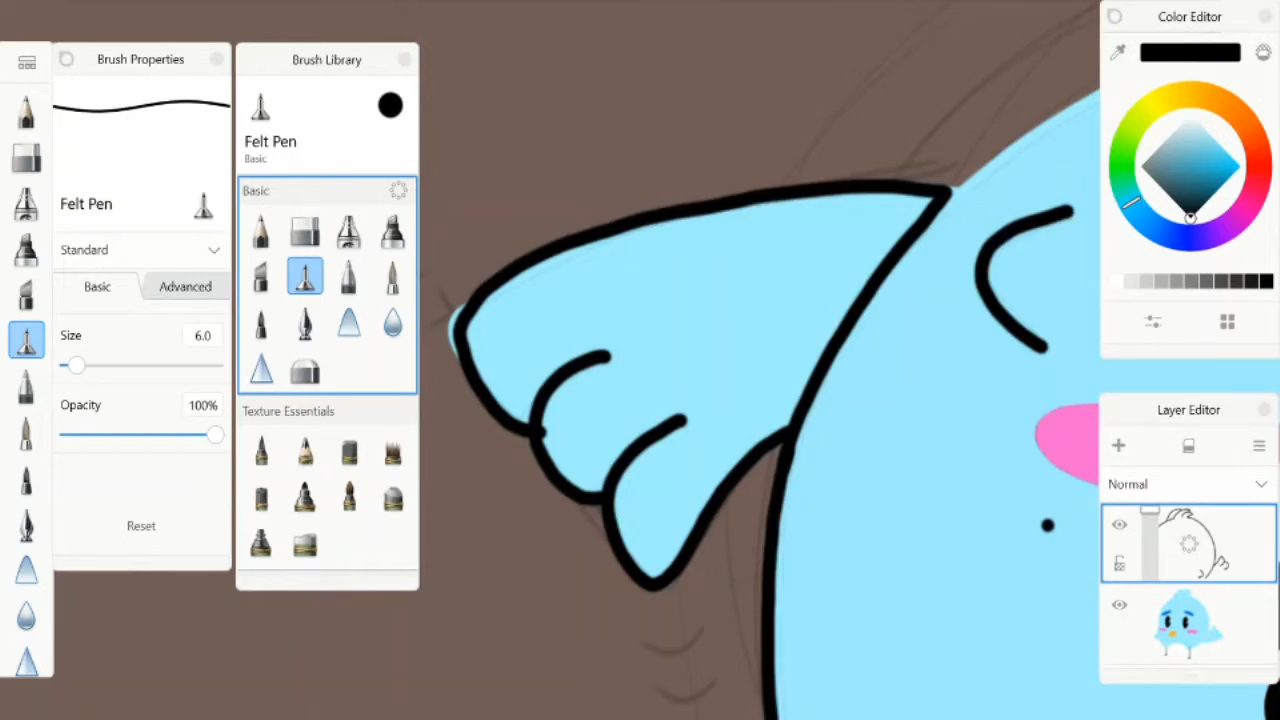 Brush Properties
Felt Pen
Standard
Basic
Advanced
Size
6.0
Opacity
100%
Reset
Brush Library
Felt Pen
Basic
Basic
Texture Essentials
Color Editor
Layer Editor
Normal